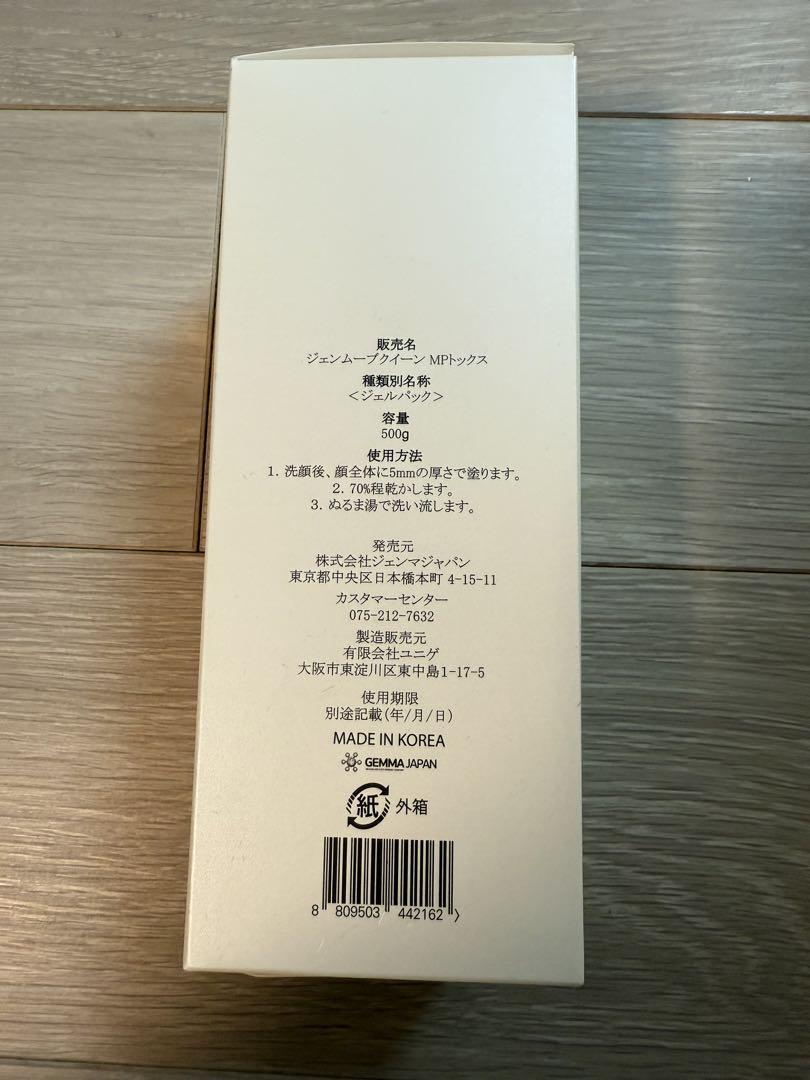 販売名
ジェンムーブクイーン MPトックス
種類別名称
＜ジェルパック＞
容量
500g
使用方法
1. 洗顔後、顔全体に5mmの厚さで塗ります。
2. 70%程乾かします。
3. ぬるま湯で洗い流します。
発売元
株式会社ジェンマジャパン
東京都中央区日本橋本町 4-15-11
カスタマーセンター
075-212-7632
製造販売元
有限会社ユニゲ
大阪市東淀川区東中島1-17-5
使用期限
別途記載(年/月/日)
MADE IN KOREA
GEMMA JAPAN
紙 外箱
8 809503 442162 >